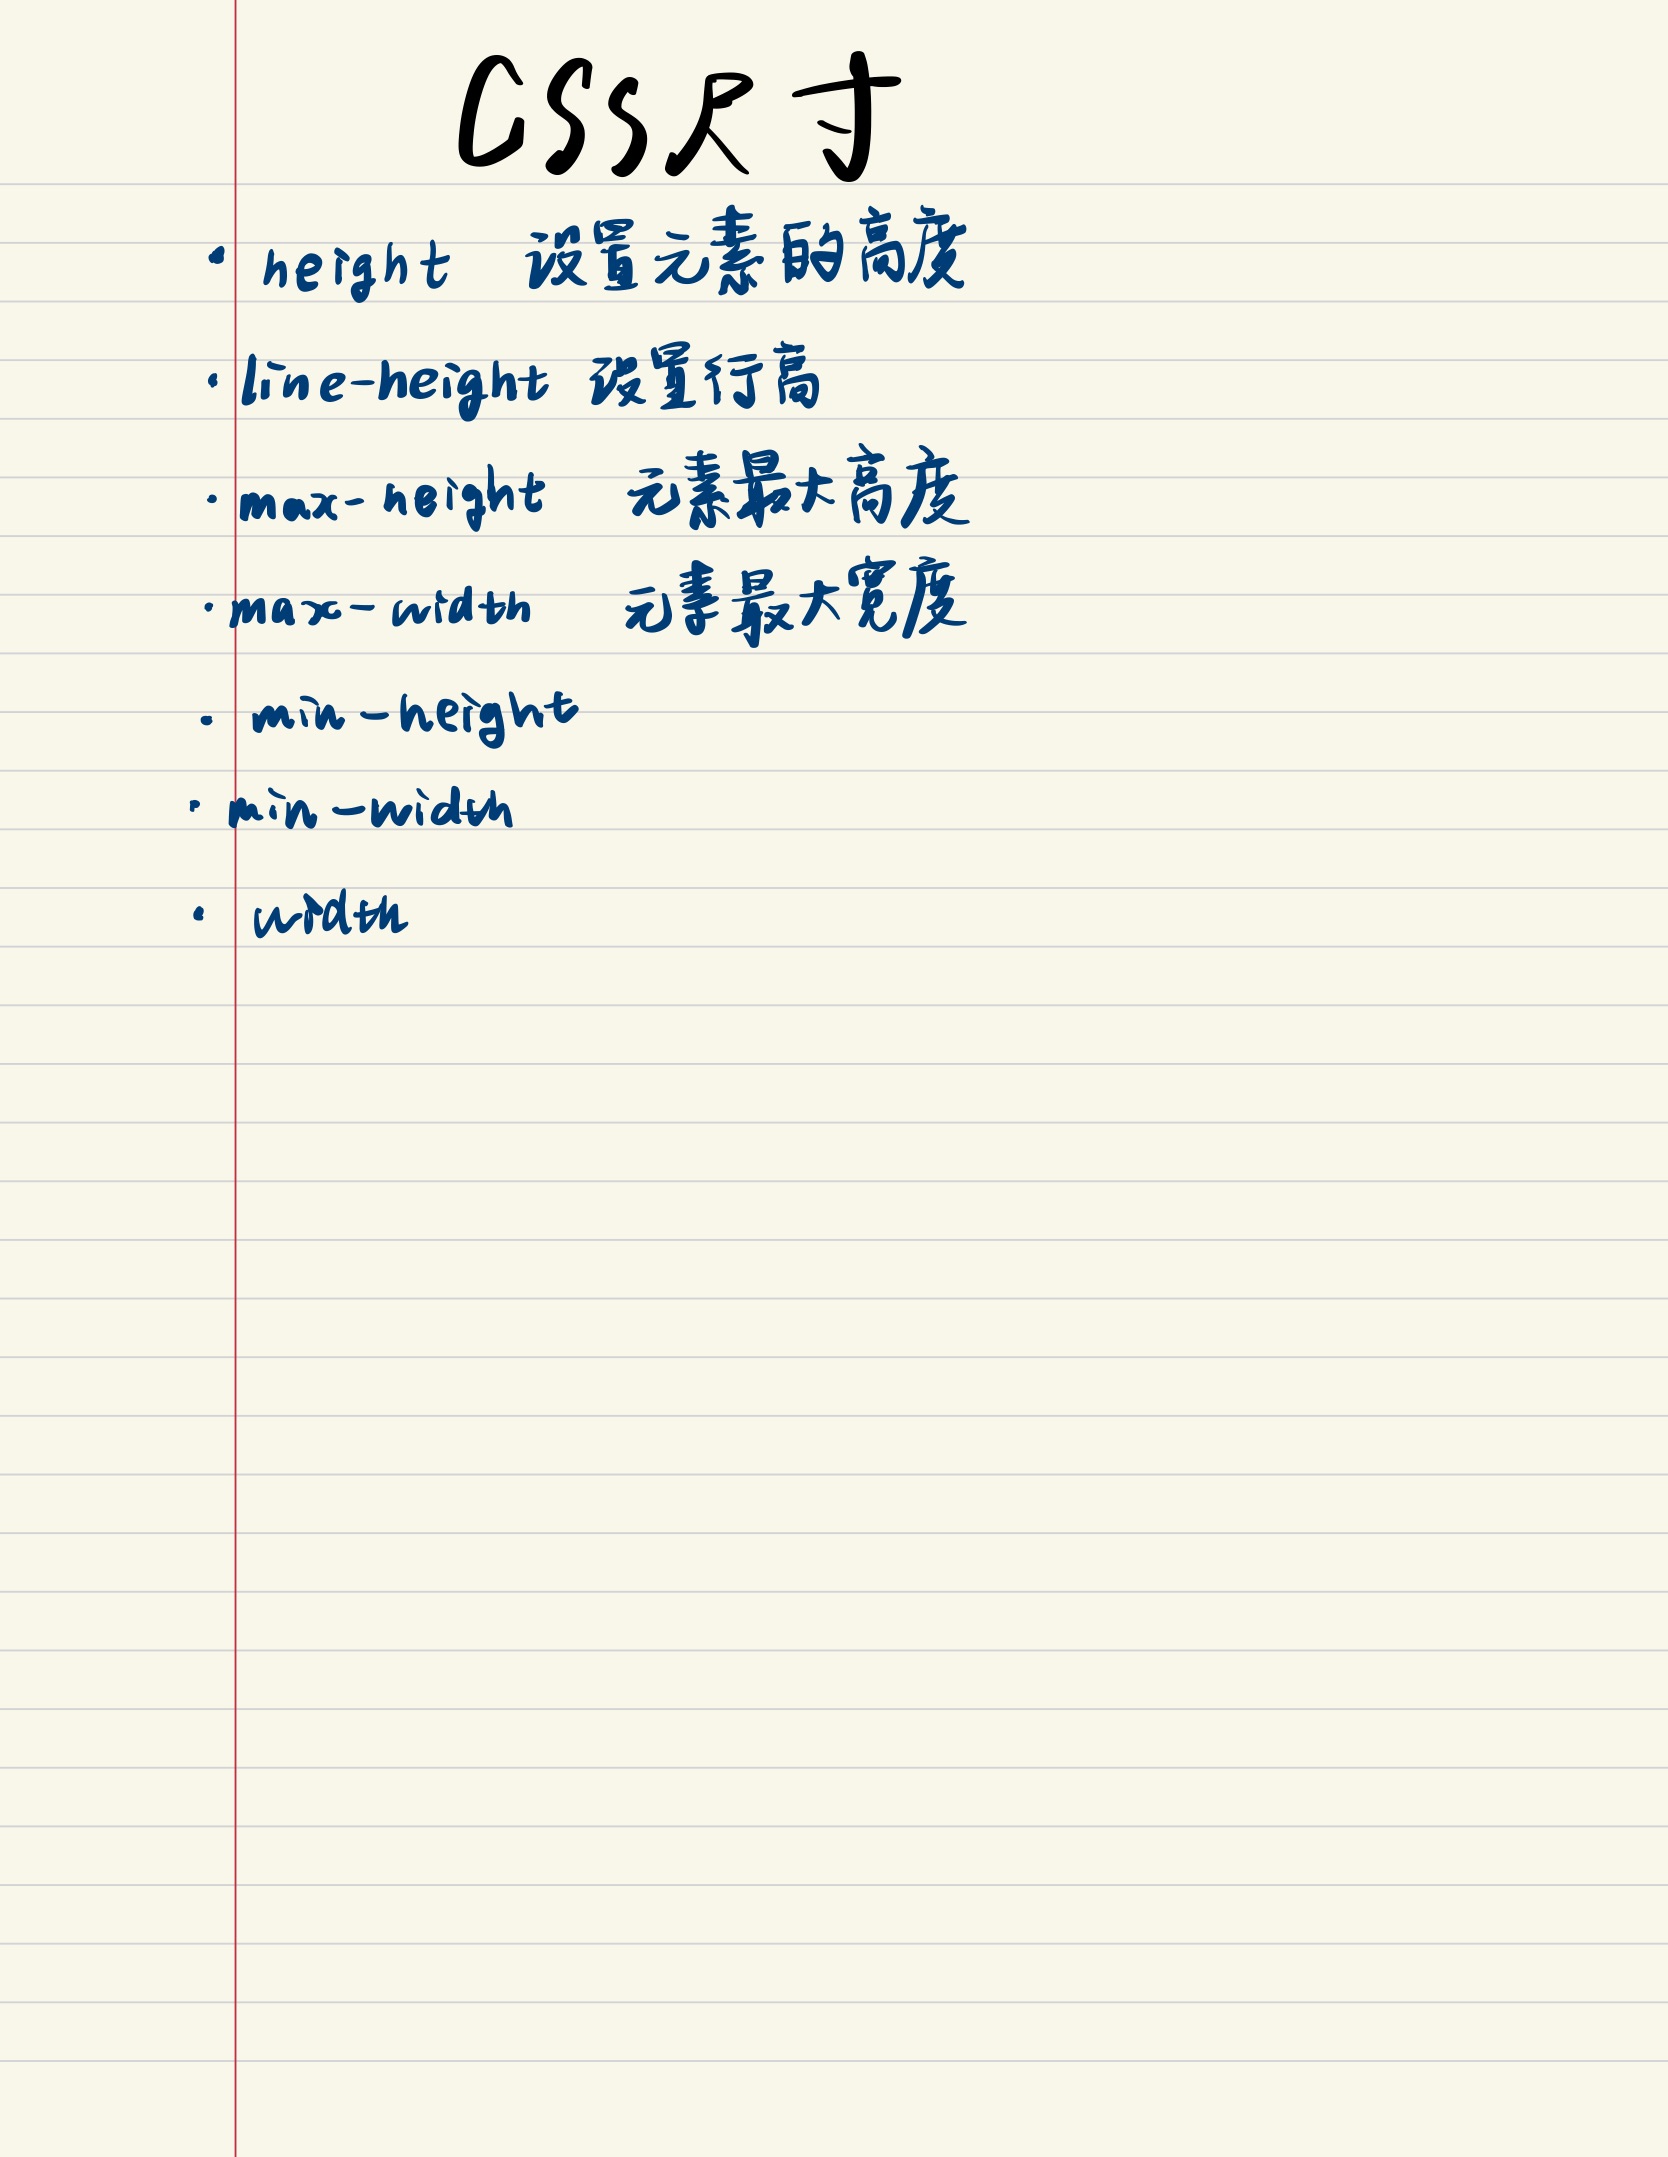 CSS尺寸
· height 设置元素的高度
· line-height 设置行高
· max-height 元素最大高度
· max-width 元素最大宽度
· min-height
· min-width
· width